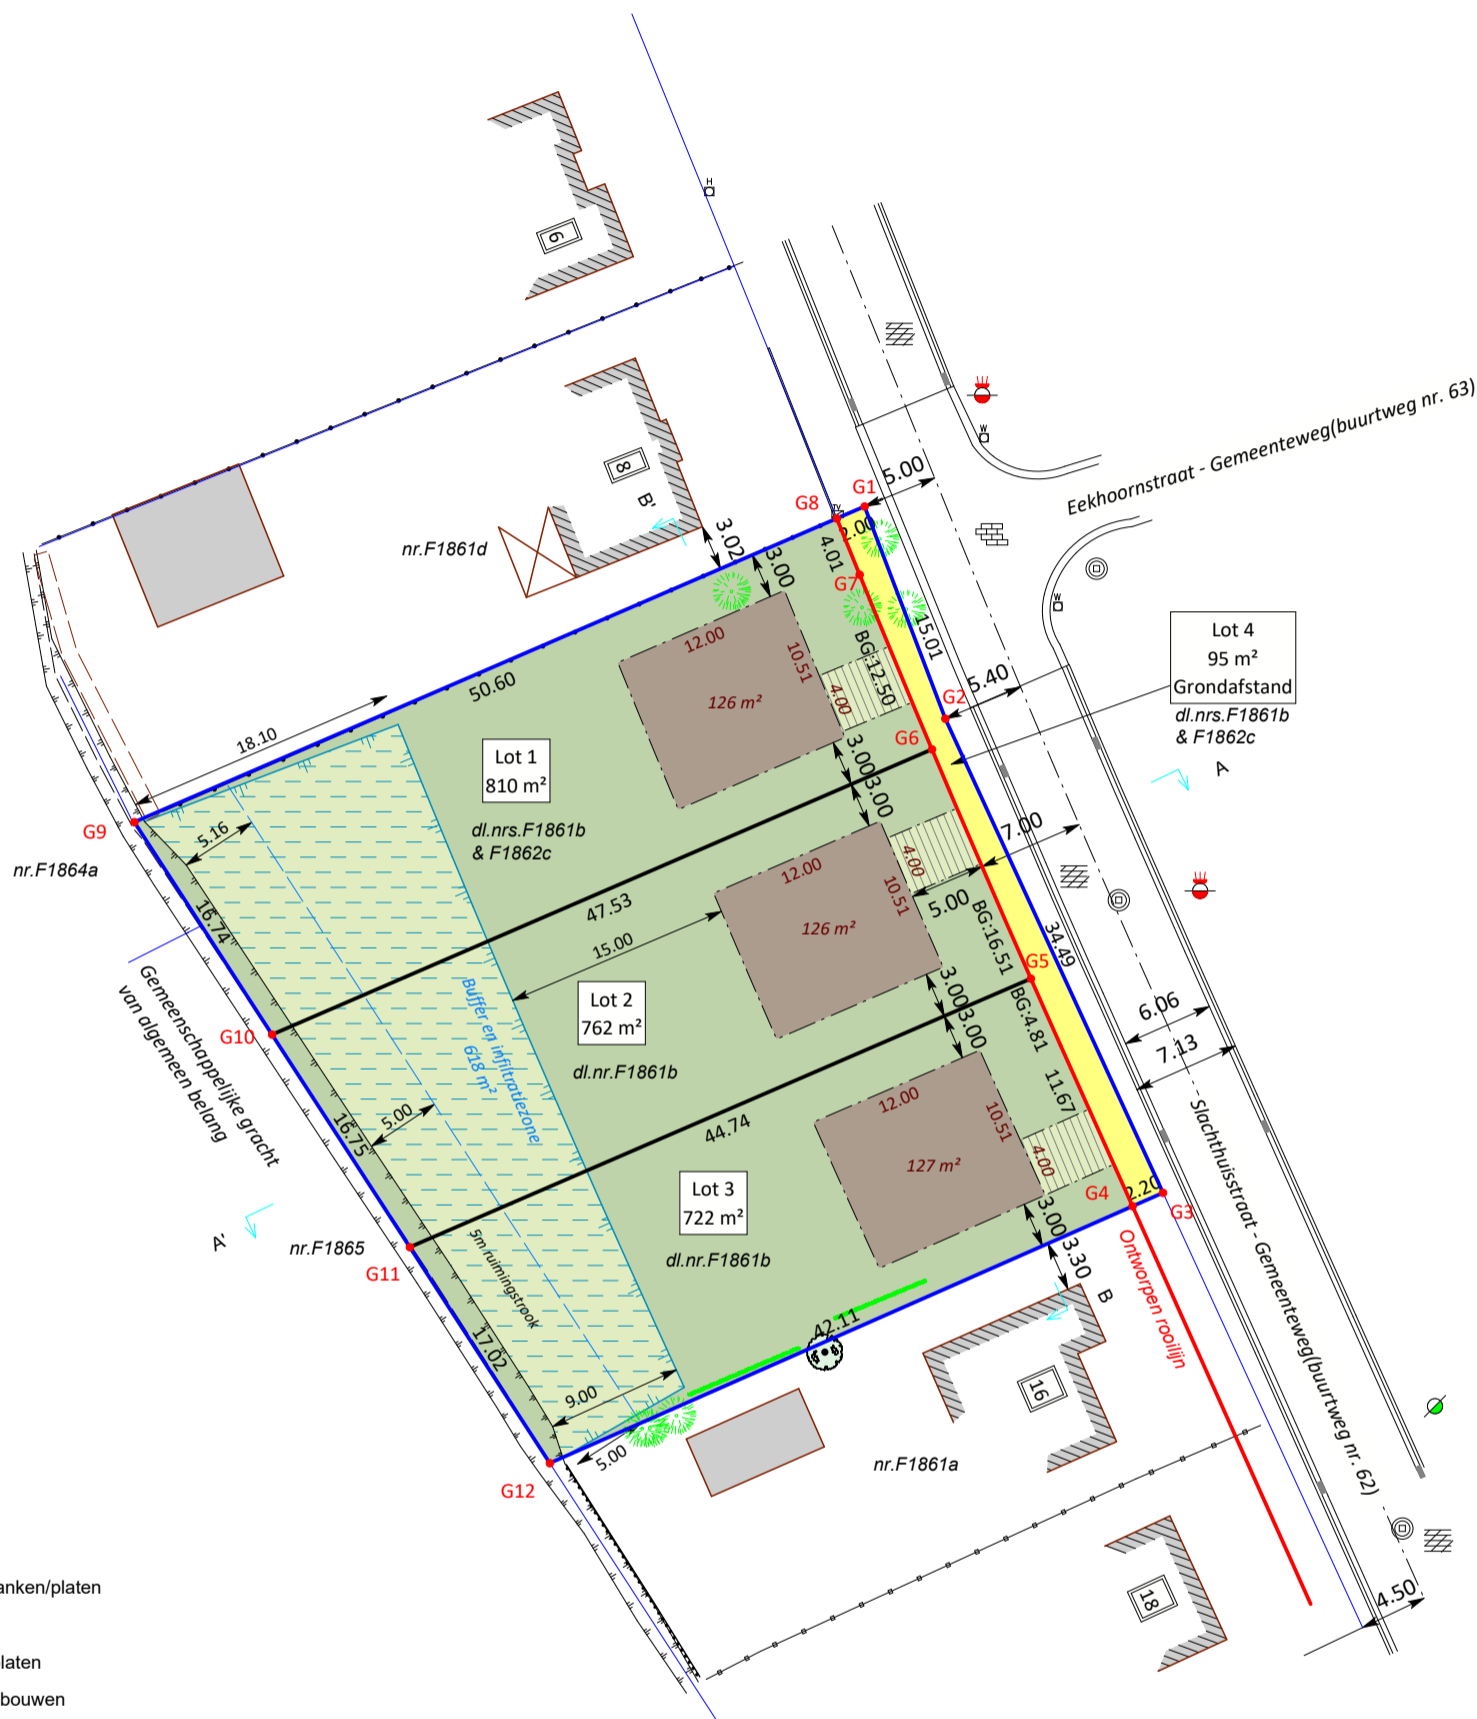 H
6
8
B'
nr.F1861d
3.02
3.00
G8
G1
TV
2.00
5.00
4.01
G7
W
Eekhoornstraat - Gemeenteweg(buurtweg nr. 63)
W
15.01
BG:12.50
12.00
10.51
126 m²
4.00
50.60
18.10
G2
5.40
G6
Lot 4
95 m²
Grondafstand
dl.nrs.F1861b
& F1862c
A
Lot 1
810 m²
dl.nrs.F1861b
& F1862c
3.00
3.00
G9
nr.F1864a
5.16
7.00
12.00
10.51
126 m²
4.00
5.00
BG:16.51
47.53
15.00
16.74
34.49
G5
Gemeenschappelijke gracht
van algemeen belang
G10
Buffer en infiltratiezone
618 m²
Lot 2
762 m²
dl.nr.F1861b
3.00
3.00
BG:4.81
11.67
6.06
7.13
16.75
5.00
44.74
12.00
10.51
127 m²
4.00
Lot 3
722 m²
dl.nr.F1861b
G4
2.20
G3
A'
nr.F1865
G11
5m ruimingstrook
3.00
3.30
B
Ontworpen rooilijn
Slachthuisstraat - Gemeenteweg(buurtweg nr. 62)
17.02
42.11
9.00
5.00
G12
16
nr.F1861a
18
4.50
anken/platen
laten
bouwen